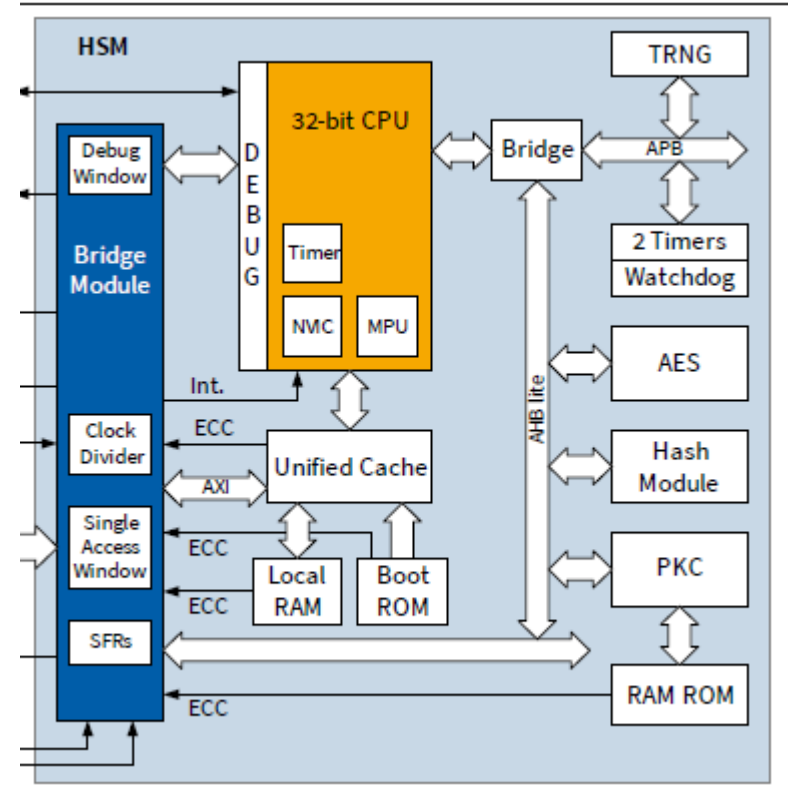 HSM
TRNG
32-bit CPU
Debug
Window
DEBUG
Bridge
APB
Bridge
Module
Timer
2 Timers
Watchdog
NVIC
MPU
AES
Int.
AHB lite
Clock
Divider
ECC
Unified Cache
Hash
Module
AXI
Single
Access
Window
ECC
Local
RAM
Boot
ROM
PKC
ECC
SFRs
ECC
RAM ROM